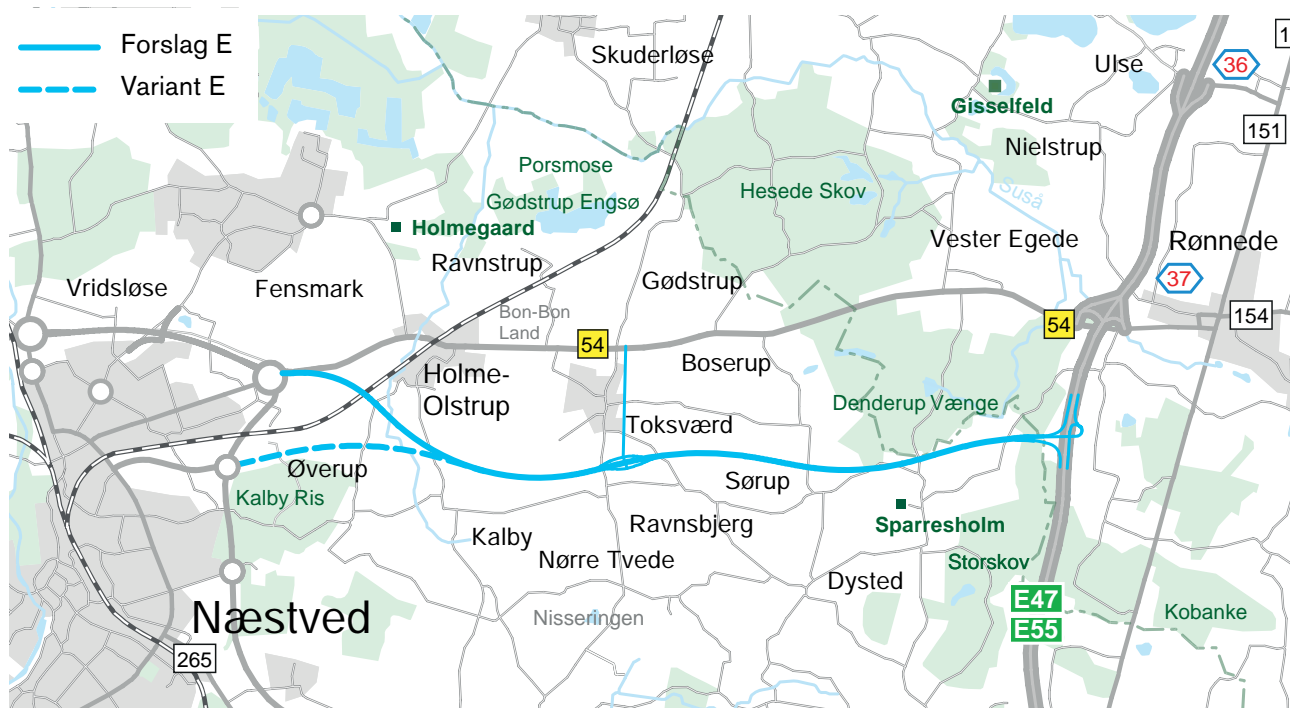 Forslag E
Variant E
Skuderløse
Ulse
36
1
Gisselfeld
151
Nielstrup
Porsmose
Hesede Skov
Suså
Gødstrup Engsø
Holmegaard
Vester Egede
Rønnede
Ravnstrup
Gødstrup
37
Vridsløse
Fensmark
Bon-Bon
Land
54
54
154
Boserup
Holme-
Olstrup
Denderup Vænge
Toksværd
Øverup
Sørup
Kalby Ris
Sparresholm
Ravnsbjerg
Kalby
Nørre Tvede
Storskov
Dysted
E47
Kobanke
Næstved
Nisseringen
E55
265